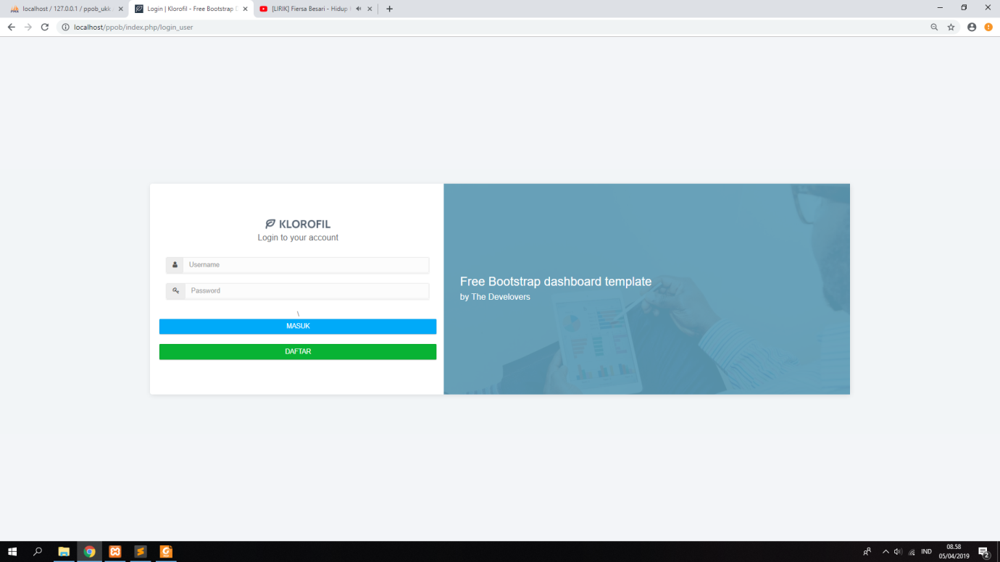 localhost / 127.0.0.1 / ppob_ukk
Login | Klorofil - Free Bootstrap D
[LIRIK] Fiersa Besari - Hidup
localhost/ppob/index.php/login_user
KLOROFIL
Login to your account
Username
Password
\
MASUK
DAFTAR
Free Bootstrap dashboard template
by The Develovers
IND
08.58
05/04/2019
2